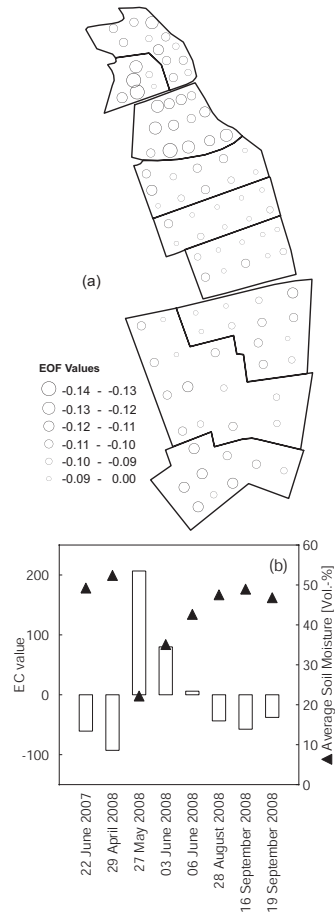 (a)
EOF Values
-0.14 - -0.13
-0.13 - -0.12
-0.12 - -0.11
-0.11 - -0.10
-0.10 - -0.09
-0.09 - 0.00
(b)
EC value
200
100
0
-100
60
50
40
30
20
10
0
▲ Average Soil Moisture [Vol.-%]
22 June 2007
29 April 2008
27 May 2008
03 June 2008
06 June 2008
28 August 2008
16 September 2008
19 September 2008